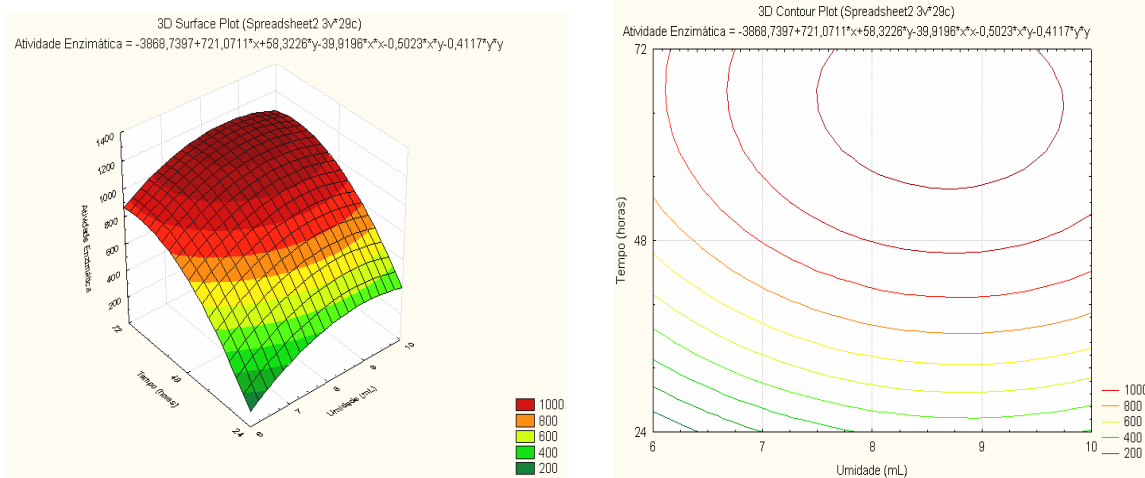 3D Surface Plot (Spreadsheet2 3v*29c)
Atividade Enzimática = -3868,7397+721,0711*x+58,3226*y-39,9196*x*x-0,5023*x*y-0,4117*y*y
1400
1200
1000
800
600
400
200
Atividade Enzimática
72
48
24
Tempo (horas)
10
9
8
7
6
Umidade (mL)
1000
800
600
400
200
3D Contour Plot (Spreadsheet2 3v*29c)
Atividade Enzimática = -3868,7397+721,0711*x+58,3226*y-39,9196*x*x-0,5023*x*y-0,4117*y*y
72
48
24
Tempo (horas)
6 7 8 9 10
Umidade (mL)
1000
800
600
400
200